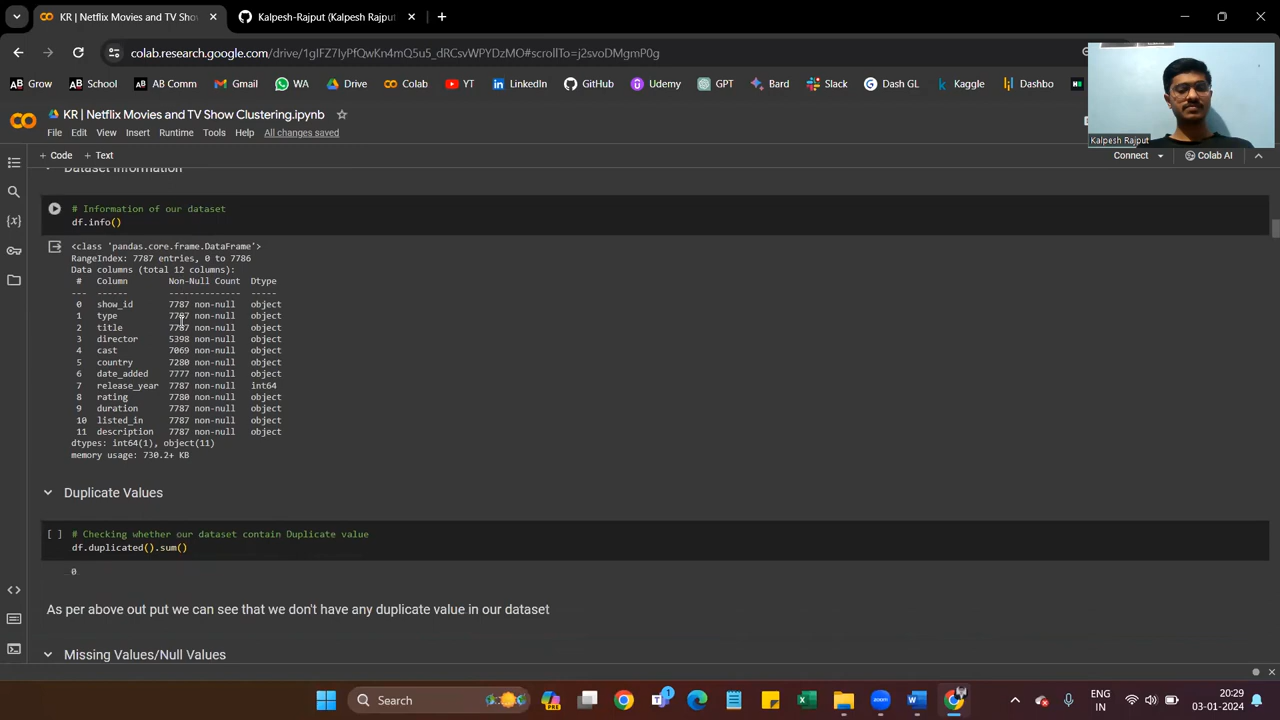 KR | Netflix Movies and TV Show
Kalpesh-Rajput (Kalpesh Rajput
colab.research.google.com/drive/1gIFZ7IyPfQwKn4mQ5u5_dRCsvWPYDzMO#scrollTo=j2svoDMgmP0g
Grow School AB Comm Gmail WA Drive Colab YT LinkedIn GitHub Udemy GPT Bard Slack Dash GL Kaggle Dashbo
KR | Netflix Movies and TV Show Clustering.ipynb
File Edit View Insert Runtime Tools Help All changes saved
Kalpesh Rajput
+ Code + Text
Connect Colab AI
Dataset Information
# Information of our dataset
df.info()
<class 'pandas.core.frame.DataFrame'>
RangeIndex: 7787 entries, 0 to 7786
Data columns (total 12 columns):
# Column Non-Null Count Dtype
--- ------ -------------- -----
0 show_id 7787 non-null object
1 type 7787 non-null object
2 title 7787 non-null object
3 director 5398 non-null object
4 cast 7069 non-null object
5 country 7280 non-null object
6 date_added 7777 non-null object
7 release_year 7787 non-null int64
8 rating 7780 non-null object
9 duration 7787 non-null object
10 listed_in 7787 non-null object
11 description 7787 non-null object
dtypes: int64(1), object(11)
memory usage: 730.2+ KB
Duplicate Values
[ ] # Checking whether our dataset contain Duplicate value
df.duplicated().sum()
0
As per above out put we can see that we don't have any duplicate value in our dataset
Missing Values/Null Values
Search
ENG
IN
20:29
03-01-2024